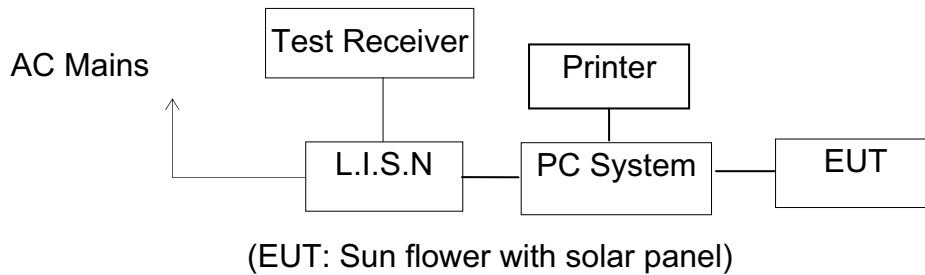 Test Receiver
AC Mains
Printer
L.I.S.N
PC System
EUT
(EUT: Sun flower with solar panel)